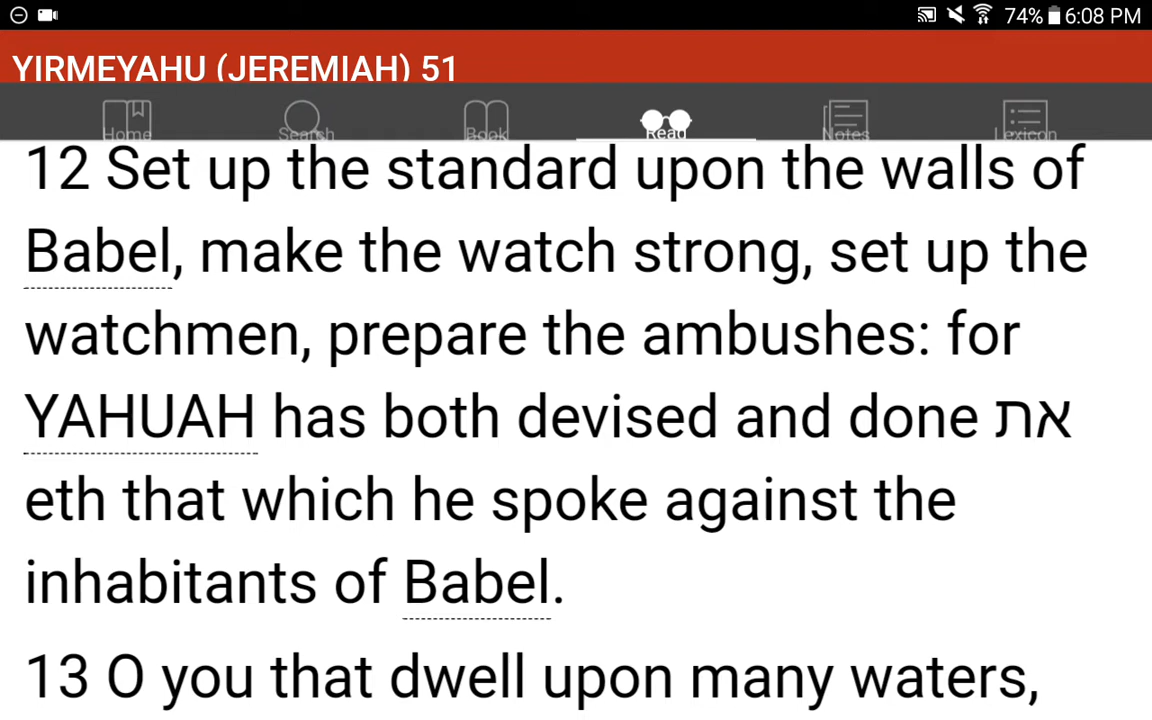 74% 6:08 PM
YIRMEYAHU (JEREMIAH) 51
Home Search Book Read Notes Lexicon
12 Set up the standard upon the walls of
Babel, make the watch strong, set up the
watchmen, prepare the ambushes: for
YAHUAH has both devised and done את
eth that which he spoke against the
inhabitants of Babel.
13 O you that dwell upon many waters,